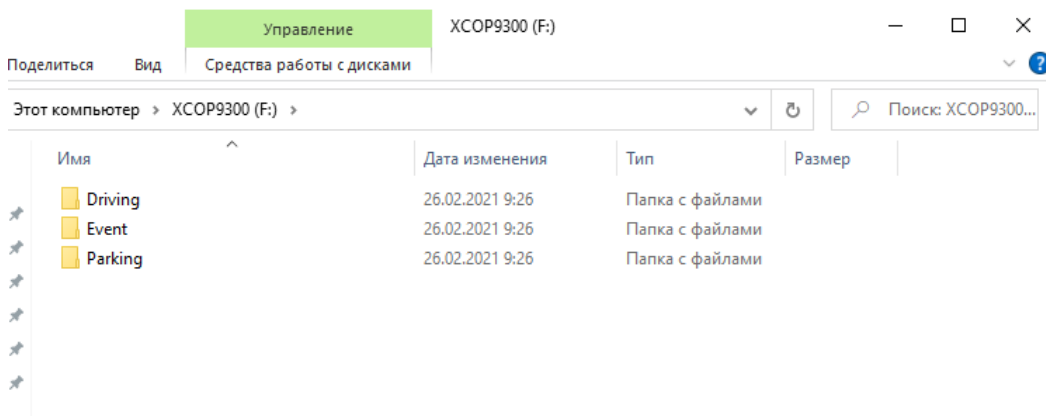 Управление XCOP9300 (F:)
Поделиться Вид Средства работы с дисками ?
Этот компьютер > XCOP9300 (F:) > Поиск: XCOP9300...
Имя Дата изменения Тип Размер
Driving 26.02.2021 9:26 Папка с файлами
Event 26.02.2021 9:26 Папка с файлами
Parking 26.02.2021 9:26 Папка с файлами